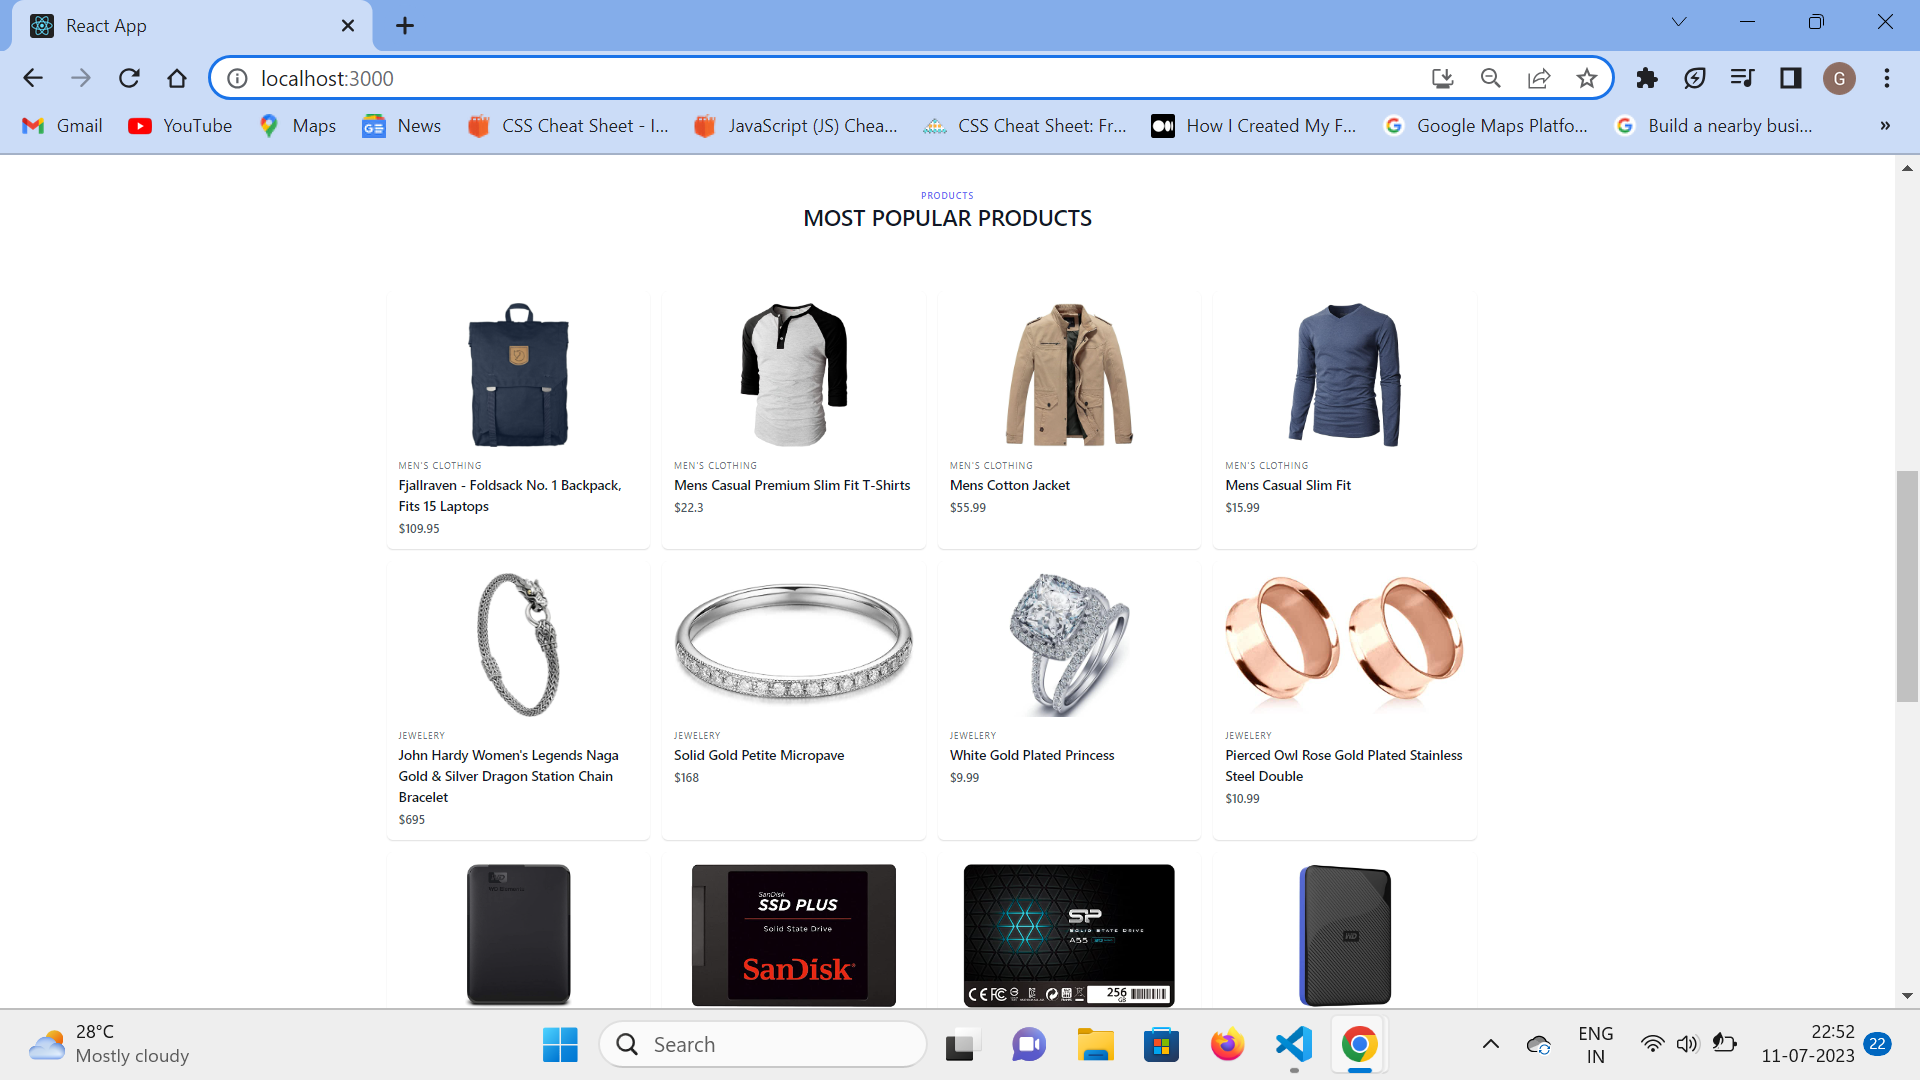 React App
localhost:3000
G
Gmail
YouTube
Maps
News
CSS Cheat Sheet - I...
JavaScript (JS) Chea...
CSS Cheat Sheet: Fr...
How I Created My F...
Google Maps Platfo...
Build a nearby busi...
»
PRODUCTS
MOST POPULAR PRODUCTS
MEN'S CLOTHING
Fjallraven - Foldsack No. 1 Backpack,
Fits 15 Laptops
$109.95
MEN'S CLOTHING
Mens Casual Premium Slim Fit T-Shirts
$22.3
MEN'S CLOTHING
Mens Cotton Jacket
$55.99
MEN'S CLOTHING
Mens Casual Slim Fit
$15.99
JEWELERY
John Hardy Women's Legends Naga
Gold & Silver Dragon Station Chain
Bracelet
$695
JEWELERY
Solid Gold Petite Micropave
$168
JEWELERY
White Gold Plated Princess
$9.99
JEWELERY
Pierced Owl Rose Gold Plated Stainless
Steel Double
$10.99
WD
SanDisk
SSD PLUS
Solid State Drive
SanDisk
SP
SOLID STATE DRIVE
A55
256
GB
WD
28°C
Mostly cloudy
Search
ENG
IN
22:52
11-07-2023
22